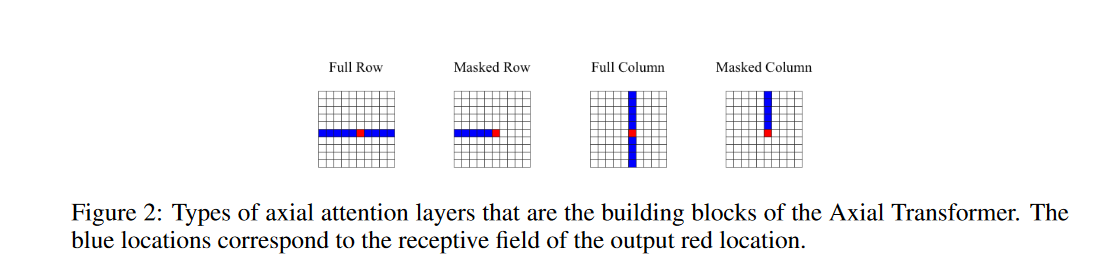 Full Row Masked Row Full Column Masked Column
Figure 2: Types of axial attention layers that are the building blocks of the Axial Transformer. The
blue locations correspond to the receptive field of the output red location.